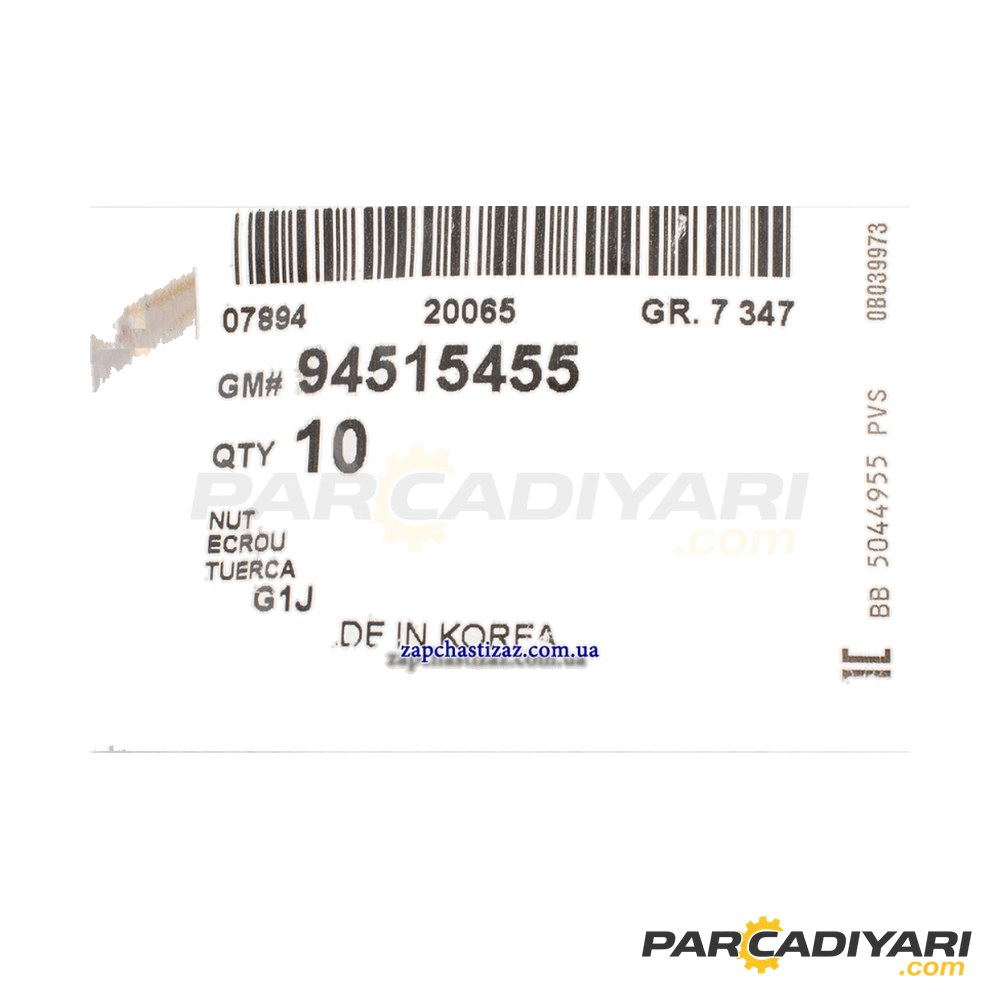 07894 20065 GR. 7 347
GM# 94515455
QTY 10
NUT
ECROU
TUERCA
G1J
DE IN KOREA
zapchastizaz.com.ua
0B039973
BB 5044955 PVS
PARCADIYARI
.com
PARCADIYARI
.com